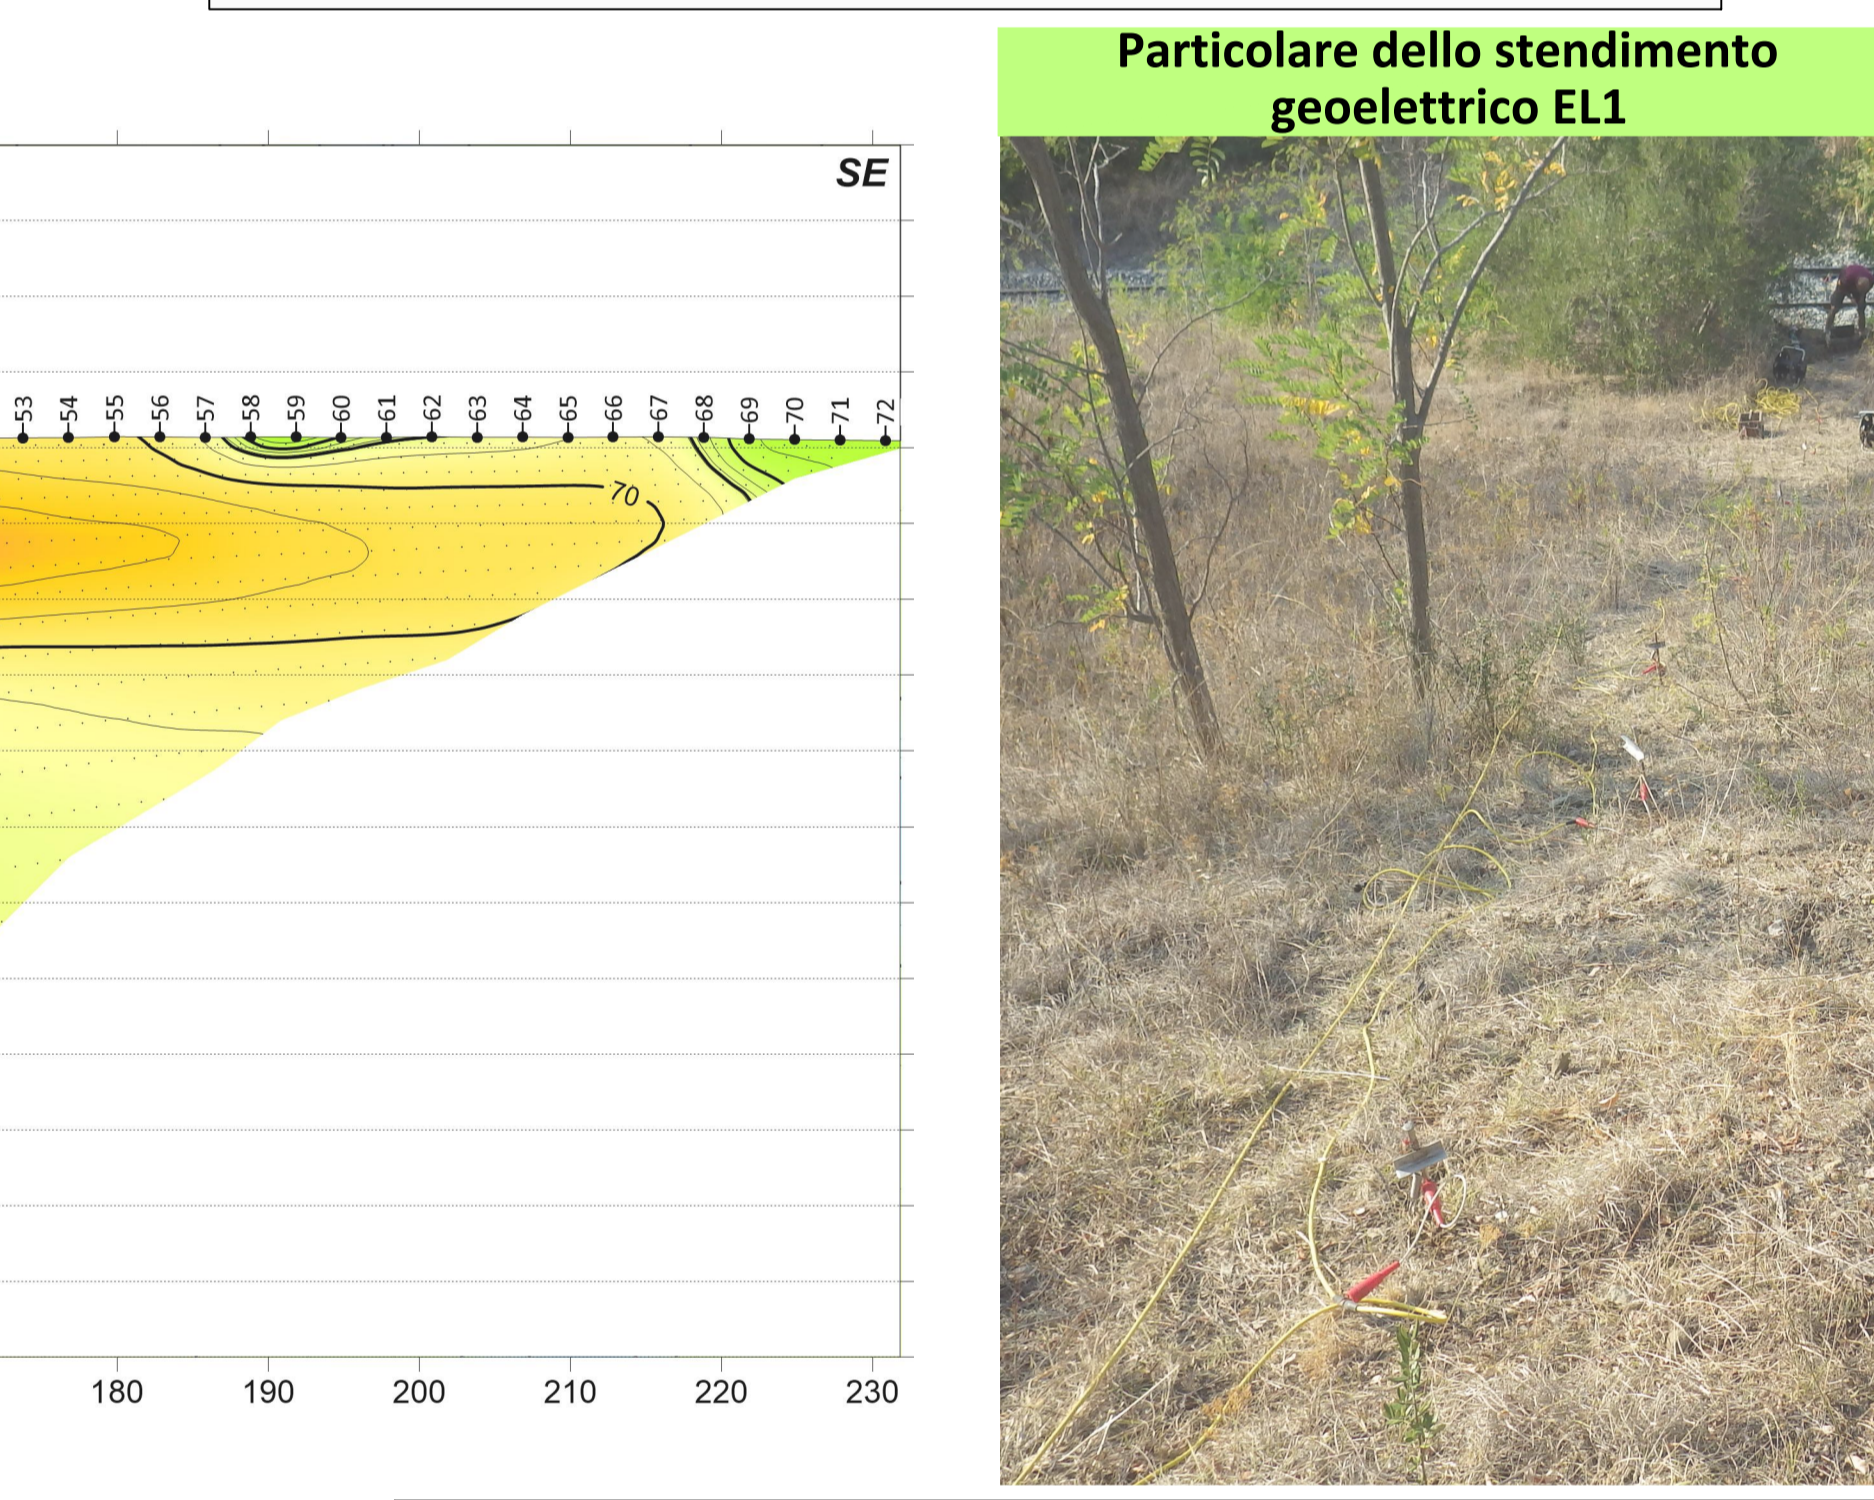 Particolare dello stendimento
geoelettrico EL1
SE
53 54 55 56 57 58 59 60 61 62 63 64 65 66 67 68 69 70 71 72
70
180 190 200 210 220 230